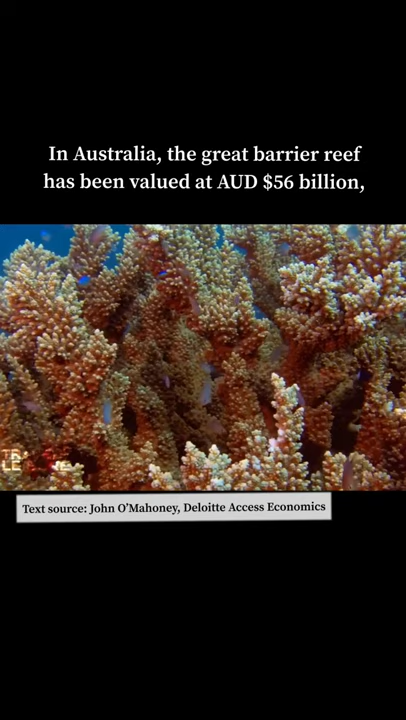 In Australia, the great barrier reef
has been valued at AUD $56 billion,
Text source: John O'Mahoney, Deloitte Access Economics